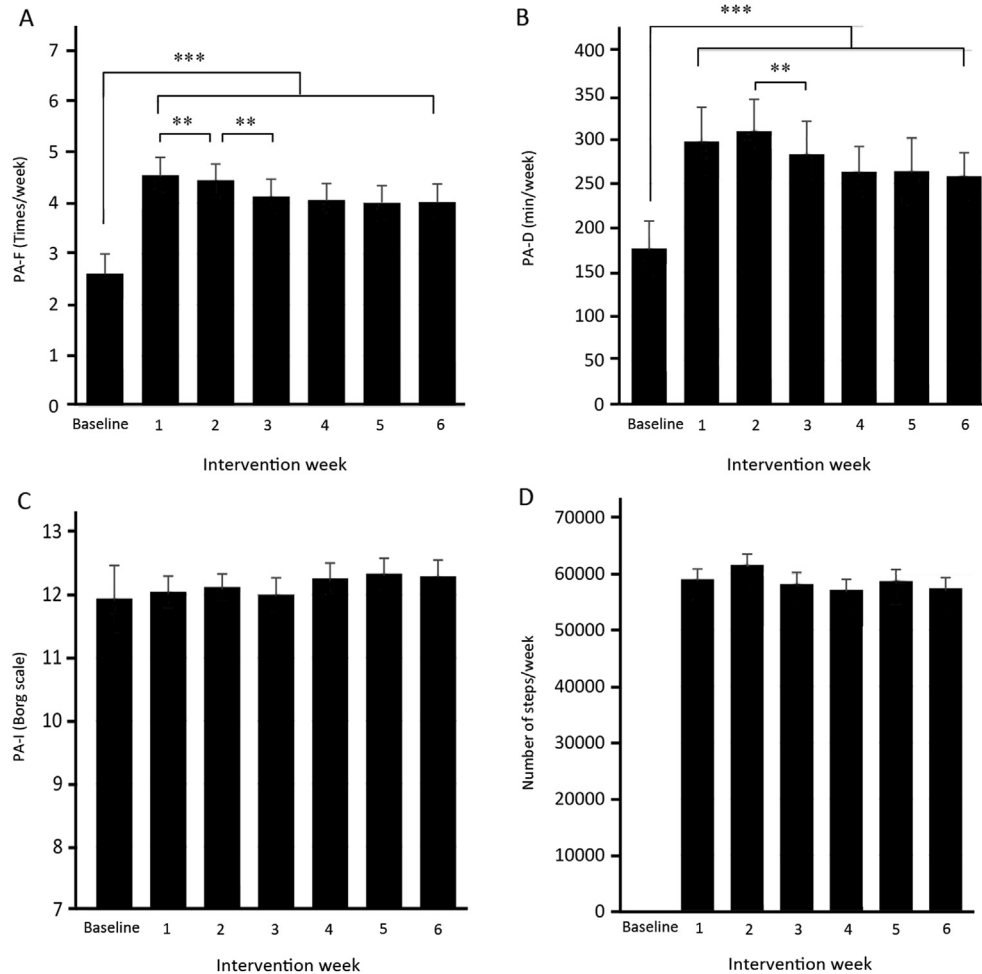 A
PA-F (Times/week)
7
6
5
4
3
2
1
0
***
**
**
Baseline 1 2 3 4 5 6
Intervention week
B
PA-D (min/week)
400
350
300
250
200
150
100
50
0
***
**
Baseline 1 2 3 4 5 6
Intervention week
C
PA-I (Borg scale)
13
12
11
10
9
8
7
Baseline 1 2 3 4 5 6
Intervention week
D
Number of steps/week
70000
60000
50000
40000
30000
20000
10000
0
Baseline 1 2 3 4 5 6
Intervention week